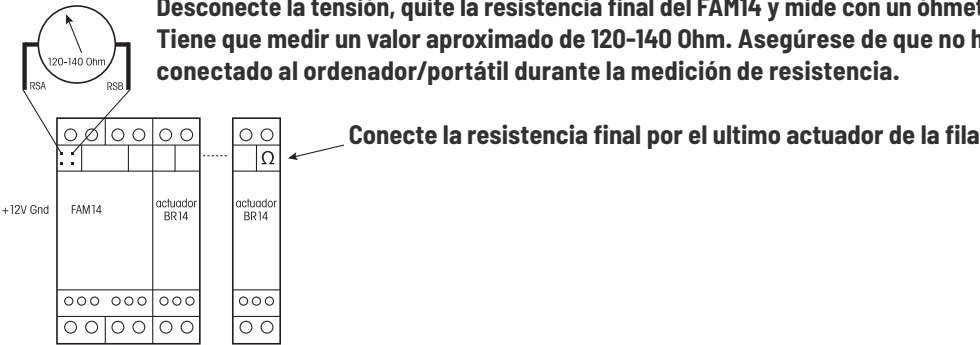 Desconecte la tensión, quite la resistencia final del FAM14 y mide con un óhmet
Tiene que medir un valor aproximado de 120-140 Ohm. Asegúrese de que no h
conectado al ordenador/portátil durante la medición de resistencia.
120-140 Ohm
RSA RSB
Conecte la resistencia final por el ultimo actuador de la fila
Ω
+12V Gnd FAM14 actuador BR14 actuador BR14